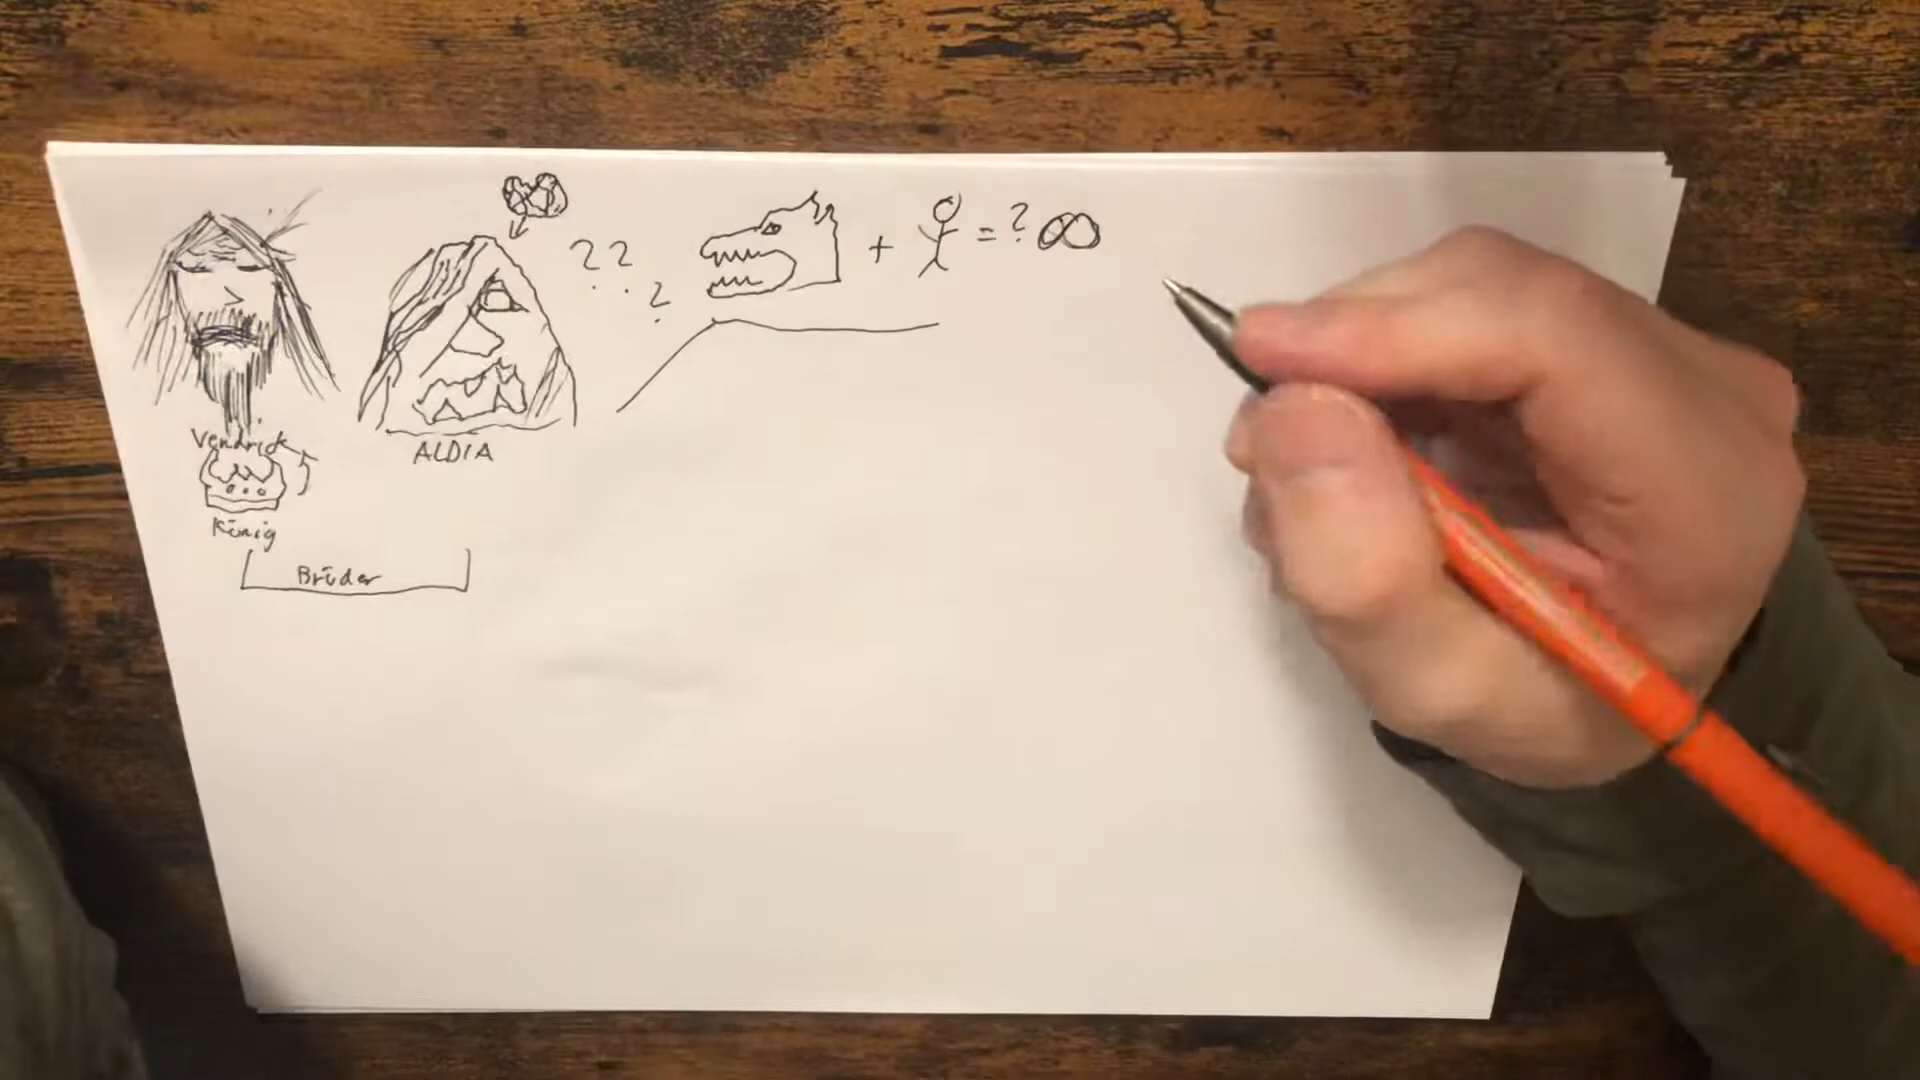 ? ?
?
+ = ? ∞
Vendrick
ALDIA
König
Brüder